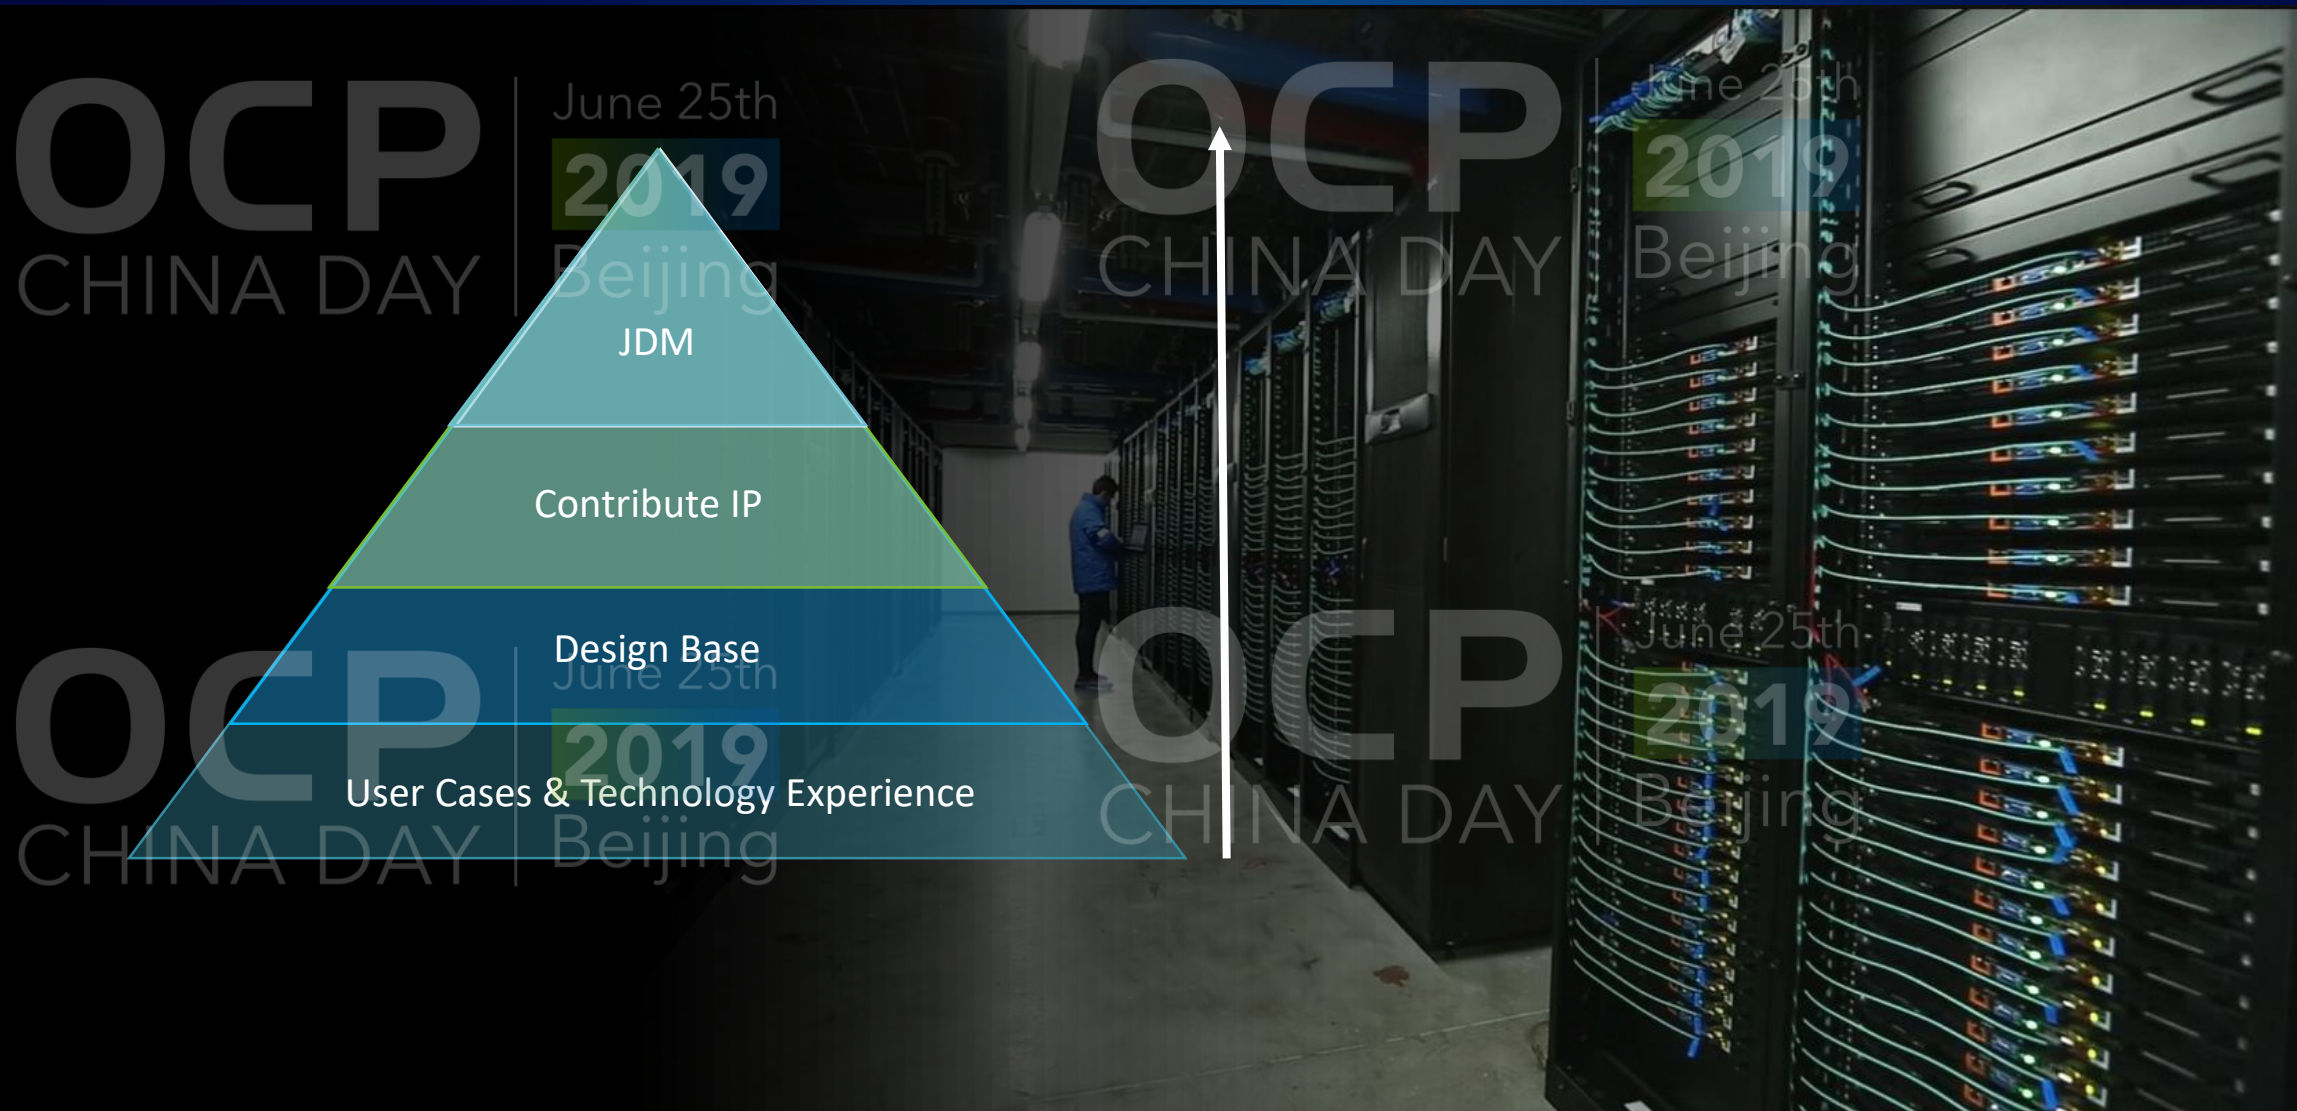 OCP
CHINA DAY
June 25th
2019
Beijing
OCP
CHINA DAY
June 25th
2019
Beijing
JDM
Contribute IP
Design Base
User Cases & Technology Experience
OCP
CHINA DAY
June 25th
2019
Beijing
OCP
CHINA DAY
June 25th
2019
Beijing